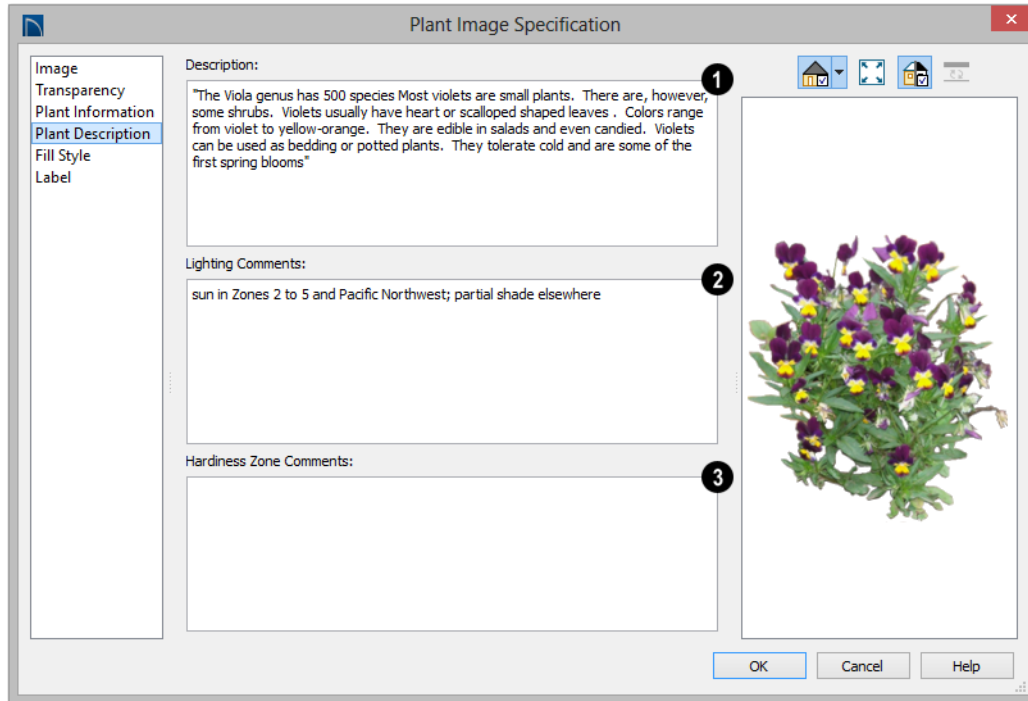 Plant Image Specification
Image
Transparency
Plant Information
Plant Description
Fill Style
Label
Description:
1
"The Viola genus has 500 species Most violets are small plants.  There are, however,
some shrubs.  Violets usually have heart or scalloped shaped leaves .  Colors range
from violet to yellow-orange.  They are edible in salads and even candied.  Violets
can be used as bedding or potted plants.  They tolerate cold and are some of the
first spring blooms"
Lighting Comments:
2
sun in Zones 2 to 5 and Pacific Northwest; partial shade elsewhere
Hardiness Zone Comments:
3
OK
Cancel
Help